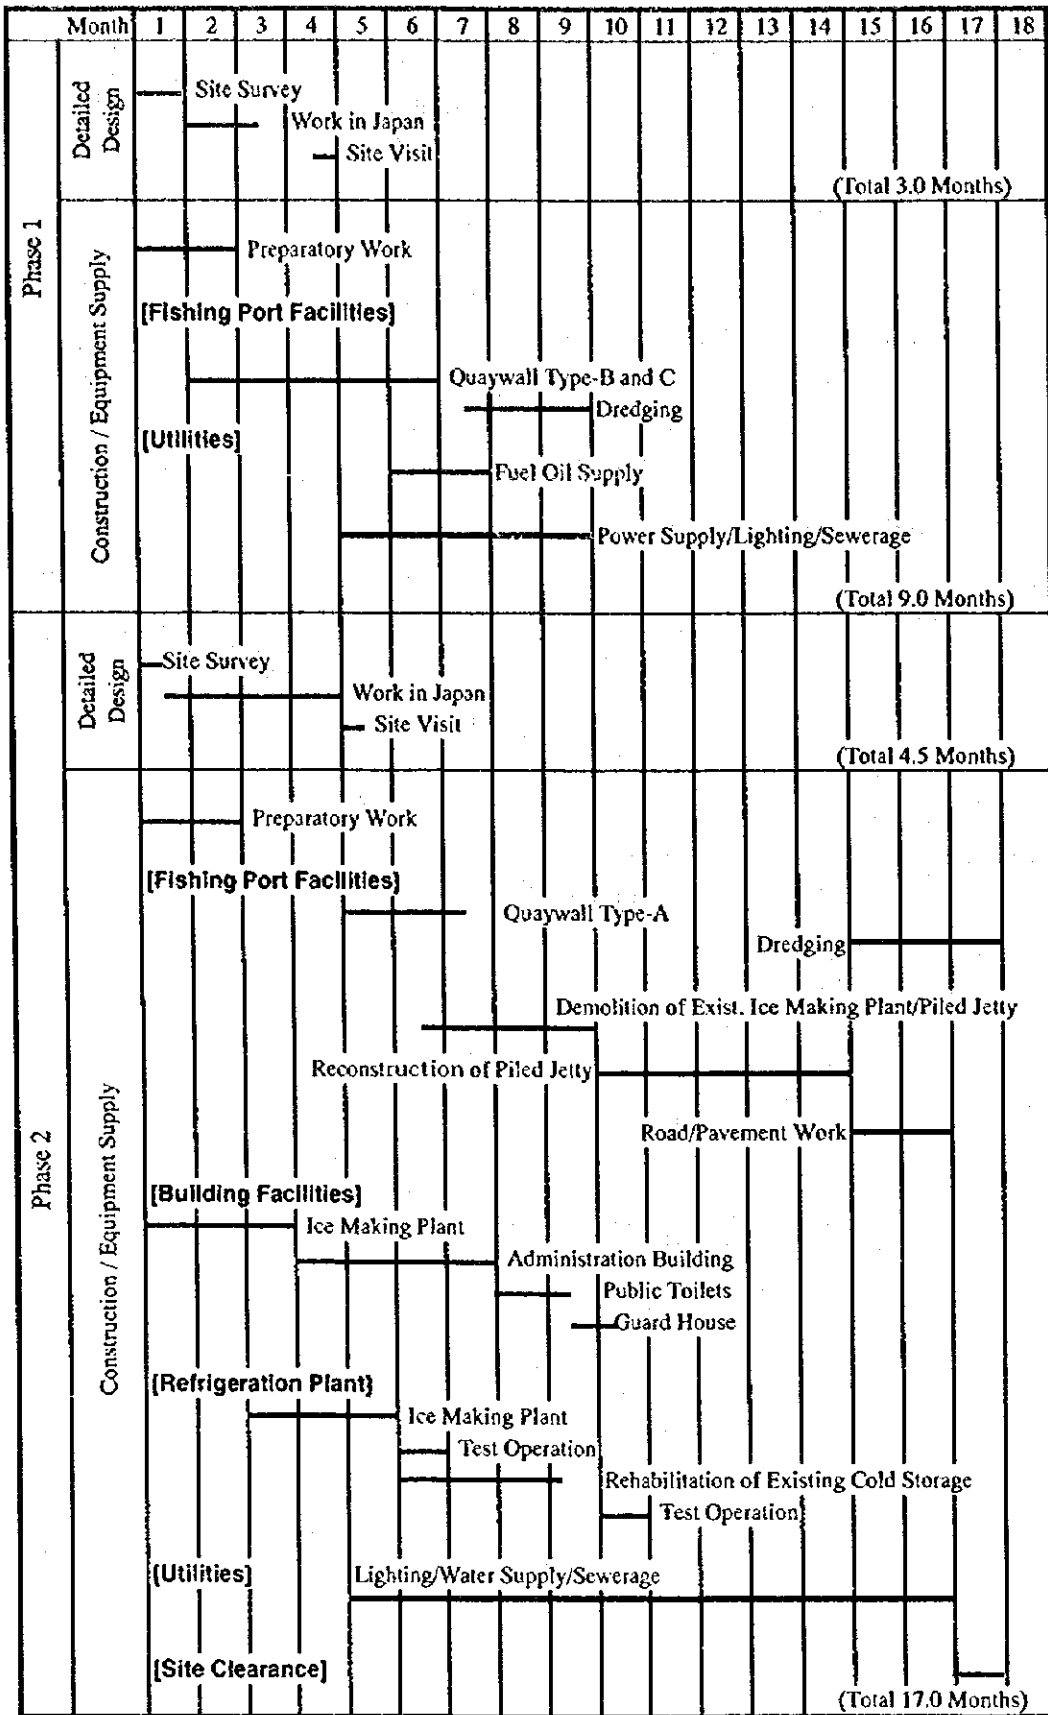 Month 1 2 3 4 5 6 7 8 9 10 11 12 13 14 15 16 17 18
Phase 1
Detailed Design
Site Survey
Work in Japan
Site Visit
(Total 3.0 Months)
Construction / Equipment Supply
Preparatory Work
[Fishing Port Facilities]
Quaywall Type-B and C
Dredging
[Utilities]
Fuel Oil Supply
Power Supply/Lighting/Sewerage
(Total 9.0 Months)
Phase 2
Detailed Design
Site Survey
Work in Japan
Site Visit
(Total 4.5 Months)
Construction / Equipment Supply
Preparatory Work
[Fishing Port Facilities]
Quaywall Type-A
Dredging
Demolition of Exist. Ice Making Plant/Piled Jetty
Reconstruction of Piled Jetty
Road/Pavement Work
[Building Facilities]
Ice Making Plant
Administration Building
Public Toilets
Guard House
[Refrigeration Plant]
Ice Making Plant
Test Operation
Rehabilitation of Existing Cold Storage
Test Operation
[Utilities]
Lighting/Water Supply/Sewerage
[Site Clearance]
(Total 17.0 Months)